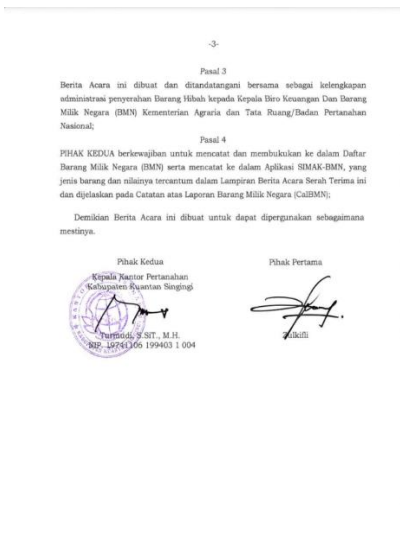 -3-
Pasal 3
Berita Acara ini dibuat dan ditandatangani bersama sebagai kelengkapan
administrasi penyerahan Barang Hibah kepada Kepala Biro Keuangan Dan Barang
Milik Negara (BMN) Kementerian Agraria dan Tata Ruang/Badan Pertanahan
Nasional;
Pasal 4
PIHAK KEDUA berkewajiban untuk mencatat dan membukukan ke dalam Daftar
Barang Milik Negara (BMN) serta mencatat ke dalam Aplikasi SIMAK-BMN, yang
jenis barang dan nilainya tercantum dalam Lampiran Berita Acara Serah Terima ini
dan dijelaskan pada Catatan atas Laporan Barang Milik Negara (CalBMN);
Demikian Berita Acara ini dibuat untuk dapat dipergunakan sebagaimana
mestinya.
Pihak Kedua
Kepala Kantor Pertanahan
Kabupaten Kuantan Singingi
Turmudi, S.SiT., M.H.
NIP. 19741106 199403 1 004
Pihak Pertama
Zulkifli